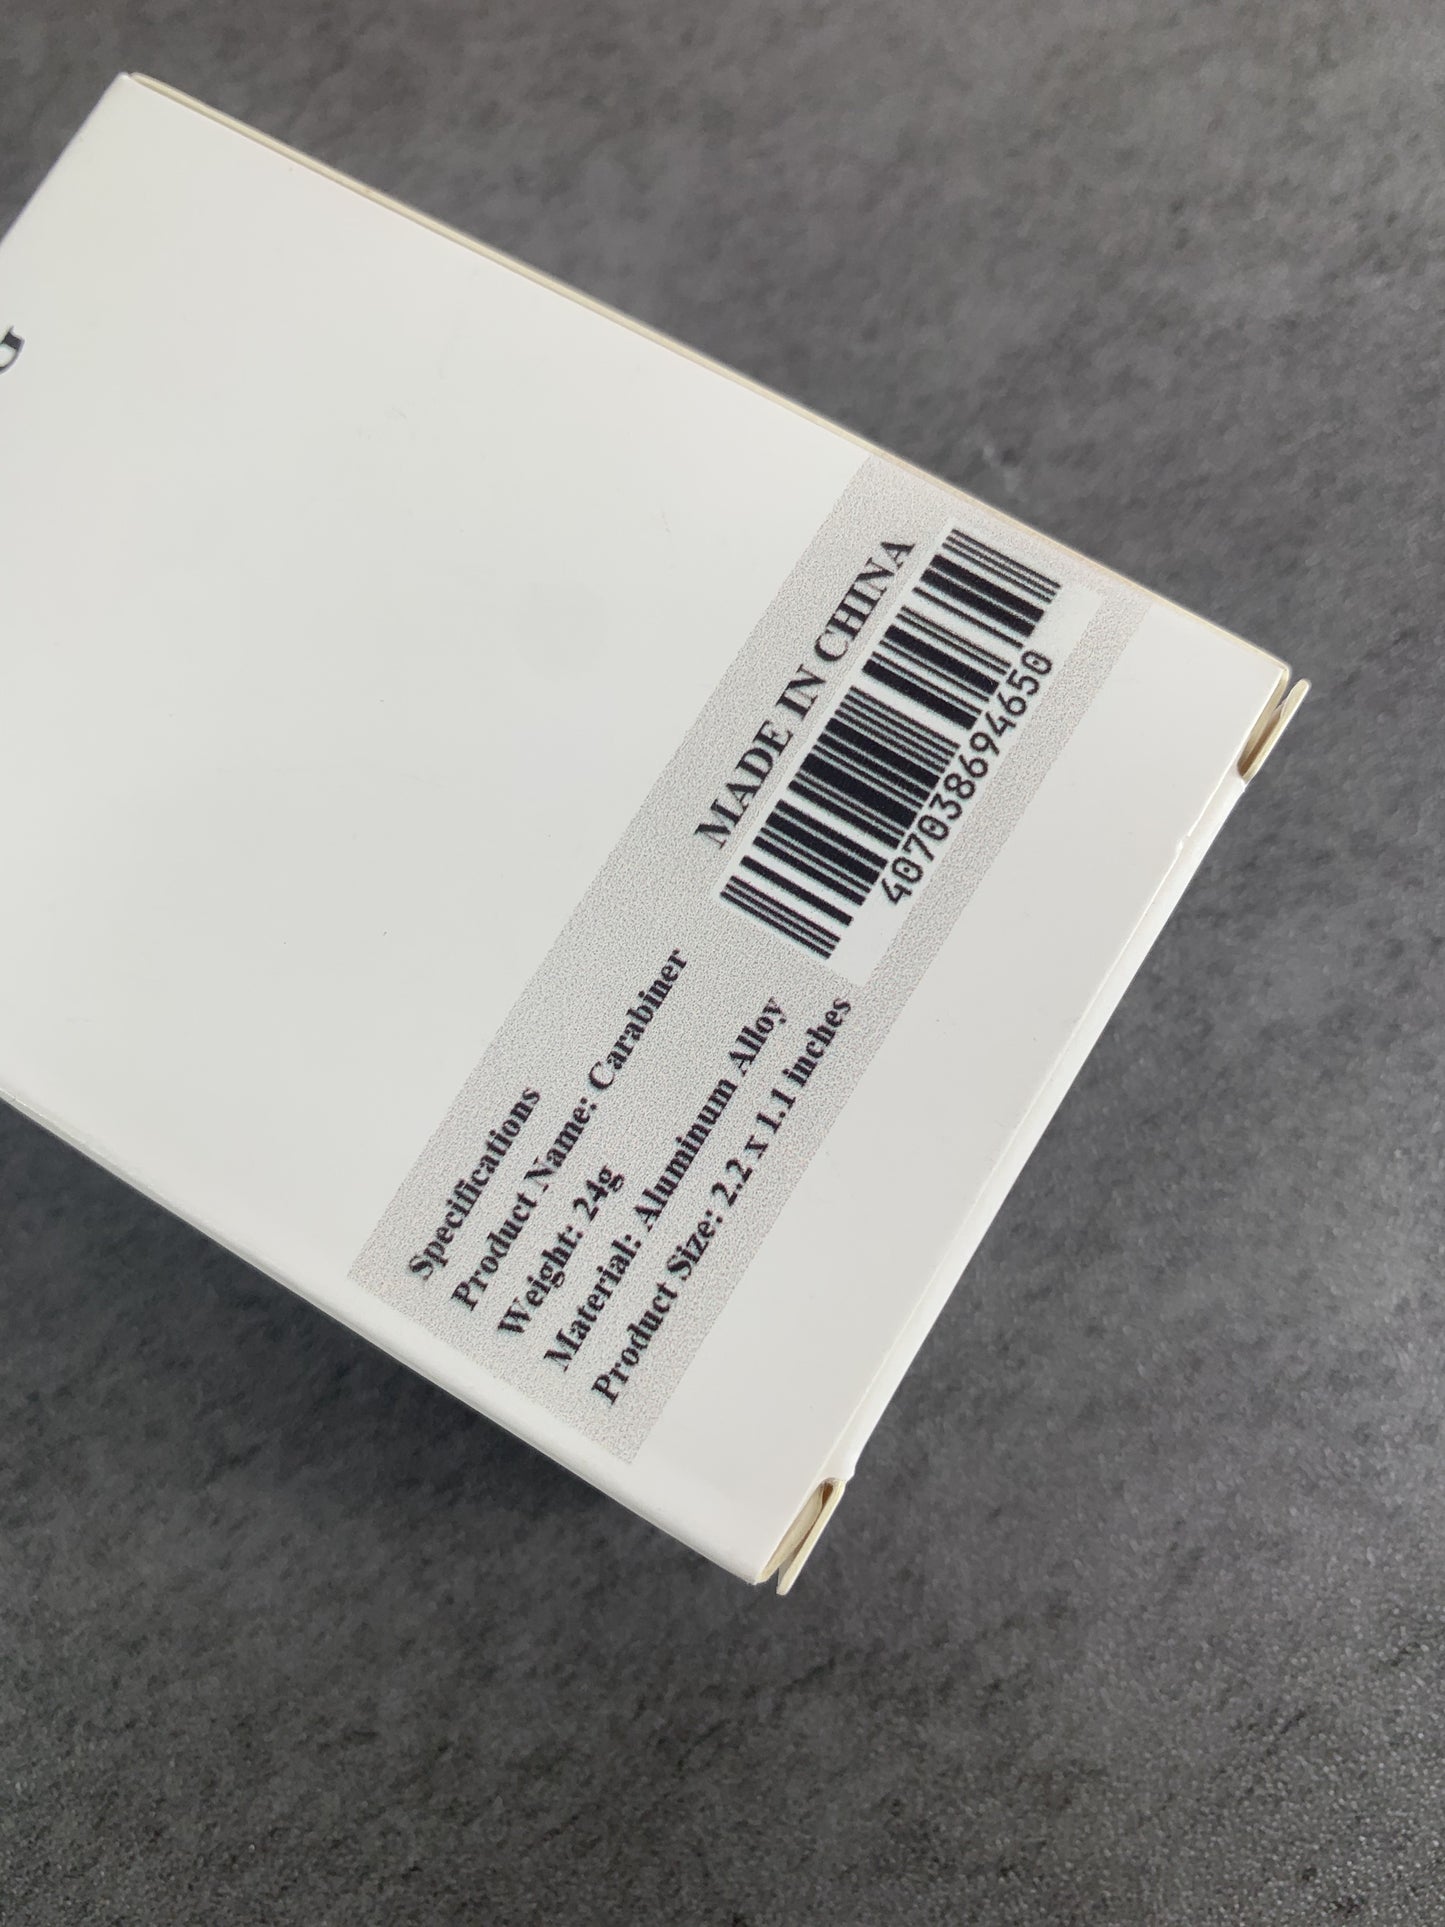 MADE IN CHINA
407038694650
Specifications
Product Name: Carabiner
Weight: 24g
Material: Aluminum Alloy
Product Size: 2.2 x 1.1 inches